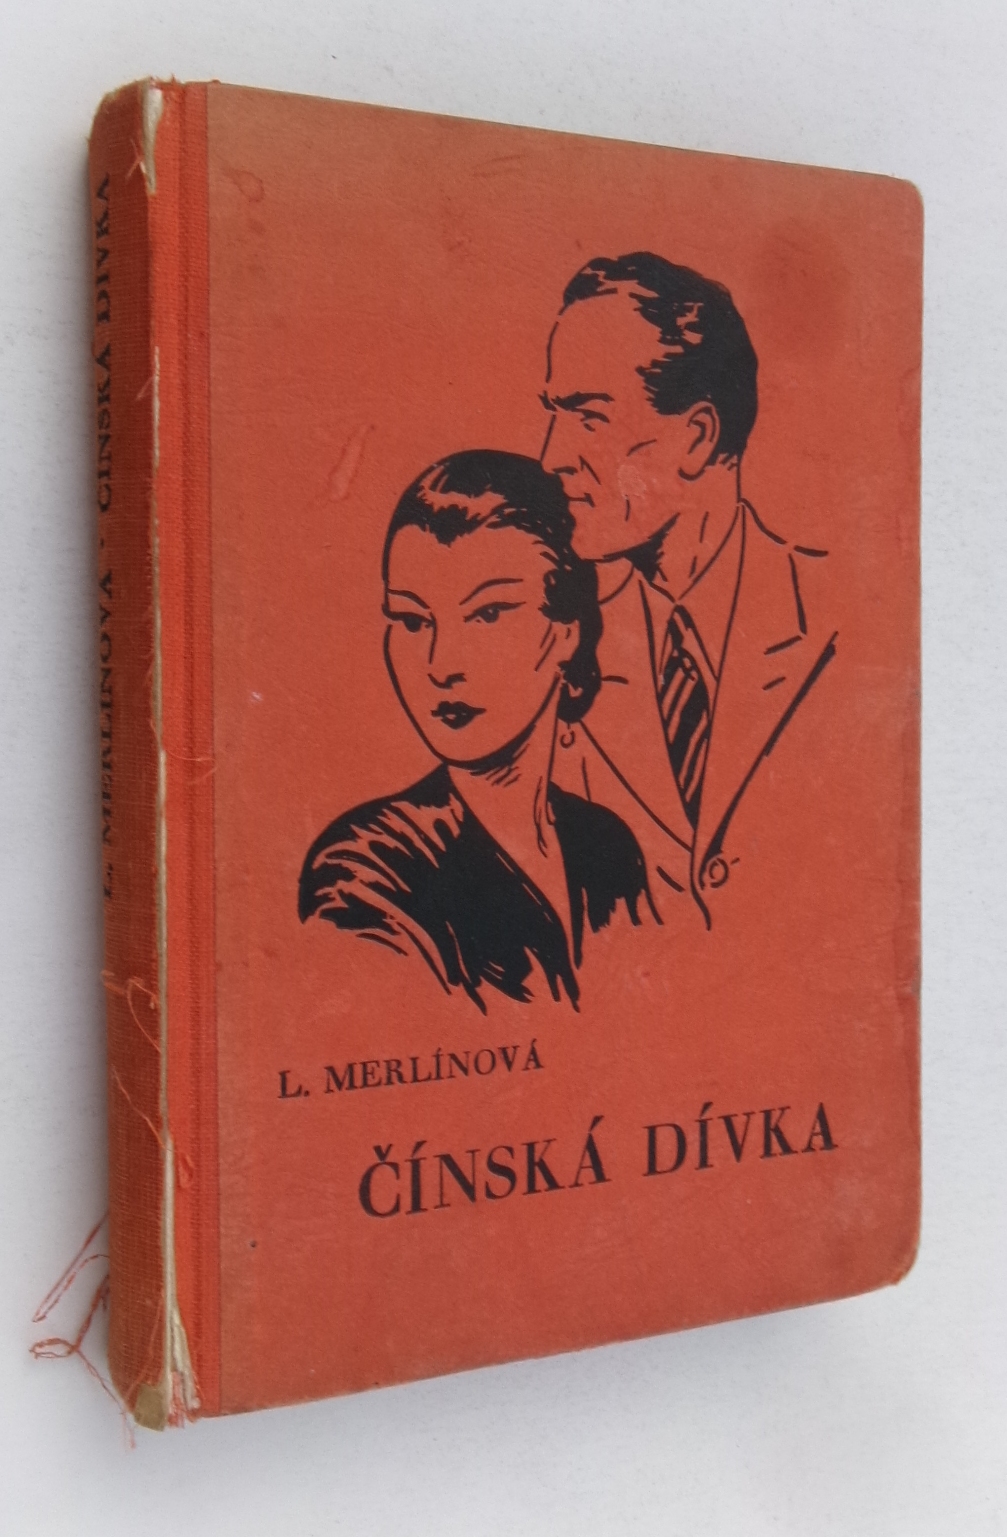 L. MERLÍNOVÁ · ČÍNSKÁ DÍVKA
L. MERLÍNOVÁ
ČÍNSKÁ DÍVKA